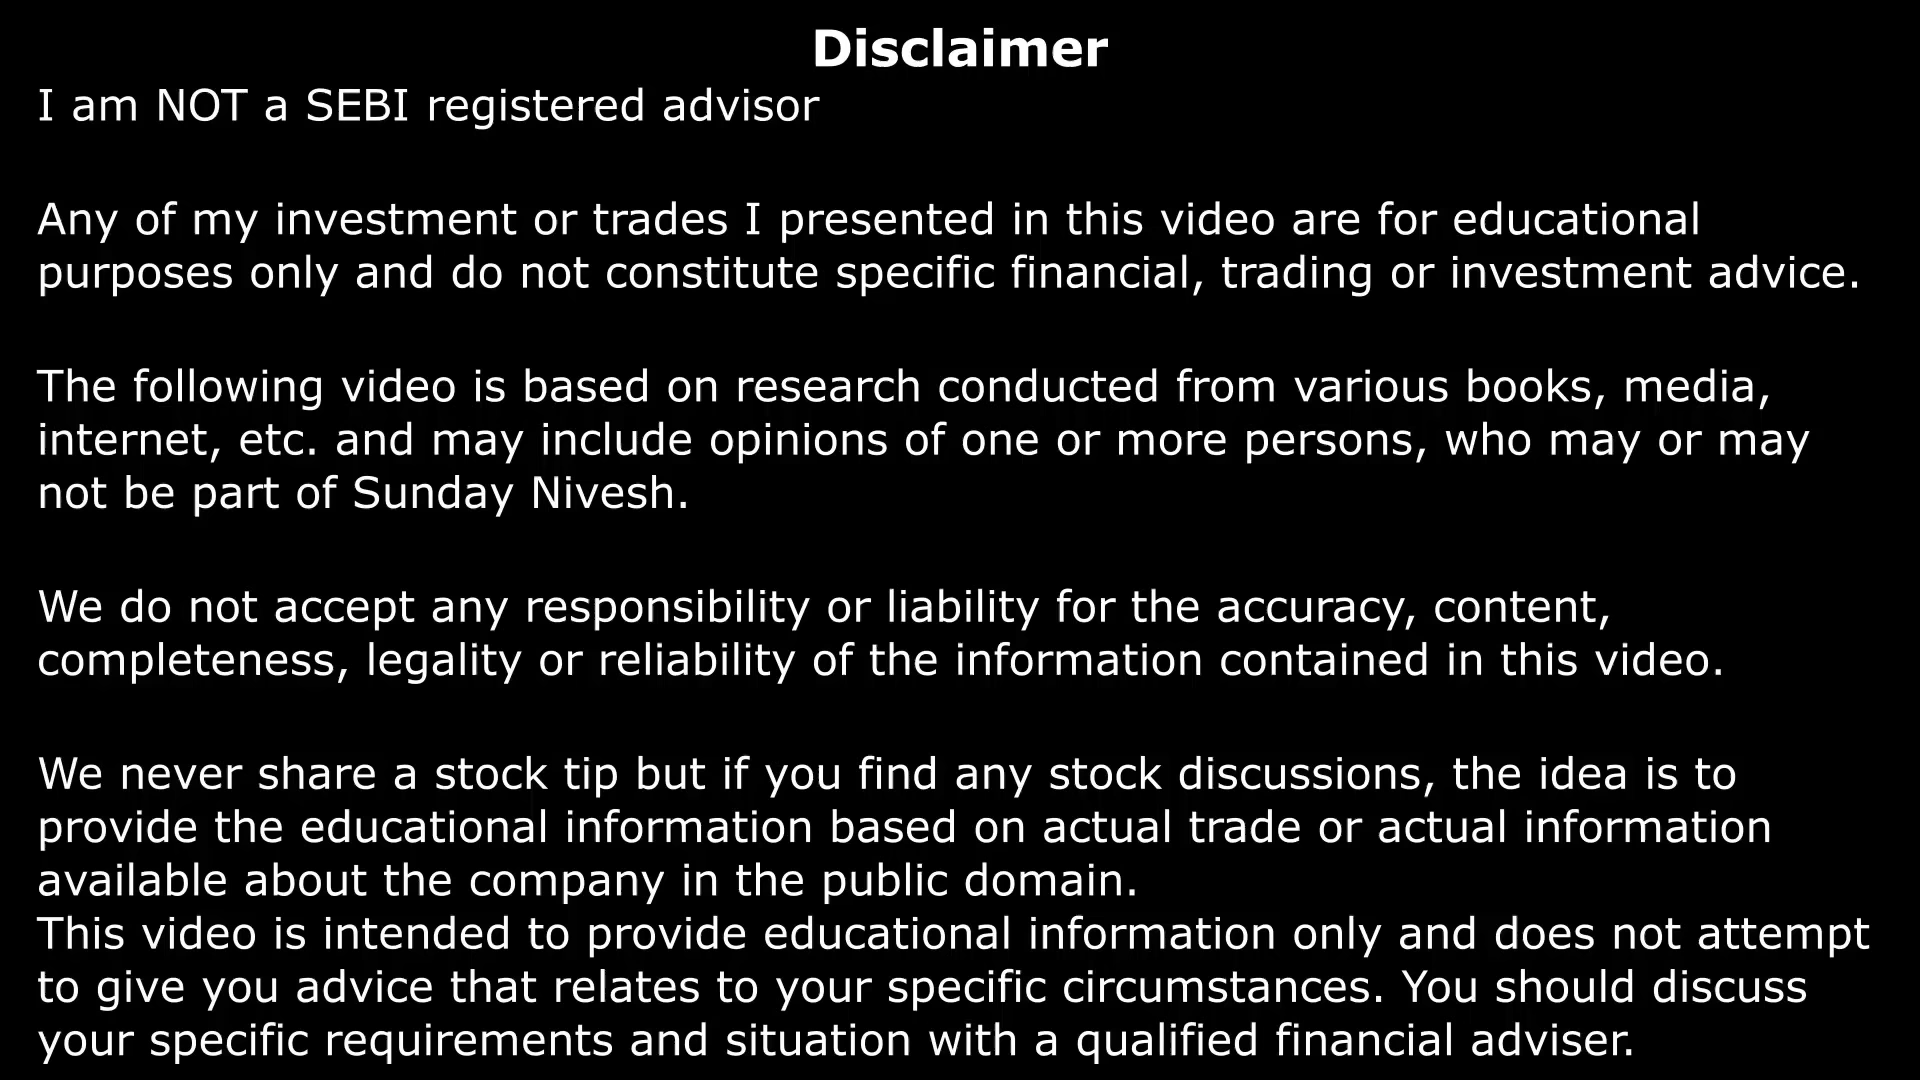 Disclaimer
I am NOT a SEBI registered advisor
Any of my investment or trades I presented in this video are for educational
purposes only and do not constitute specific financial, trading or investment advice.
The following video is based on research conducted from various books, media,
internet, etc. and may include opinions of one or more persons, who may or may
not be part of Sunday Nivesh.
We do not accept any responsibility or liability for the accuracy, content,
completeness, legality or reliability of the information contained in this video.
We never share a stock tip but if you find any stock discussions, the idea is to
provide the educational information based on actual trade or actual information
available about the company in the public domain.
This video is intended to provide educational information only and does not attempt
to give you advice that relates to your specific circumstances. You should discuss
your specific requirements and situation with a qualified financial adviser.